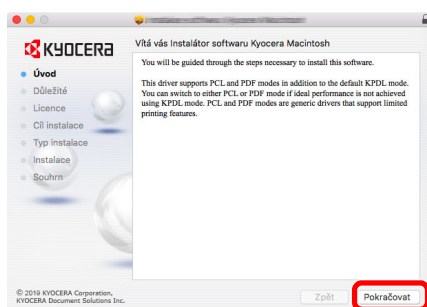 KYOCERA
Vítá vás Instalátor softwaru Kyocera Macintosh
Úvod
Důležité
Licence
Cíl instalace
Typ instalace
Instalace
Souhrn
You will be guided through the steps necessary to install this software.
This driver supports PCL and PDF modes in addition to the default KPDL mode.
You can switch to either PCL or PDF mode if ideal performance is not achieved
using KPDL mode. PCL and PDF modes are generic drivers that support limited
printing features.
© 2019 KYOCERA Corporation,
KYOCERA Document Solutions Inc.
Zpět
Pokračovat